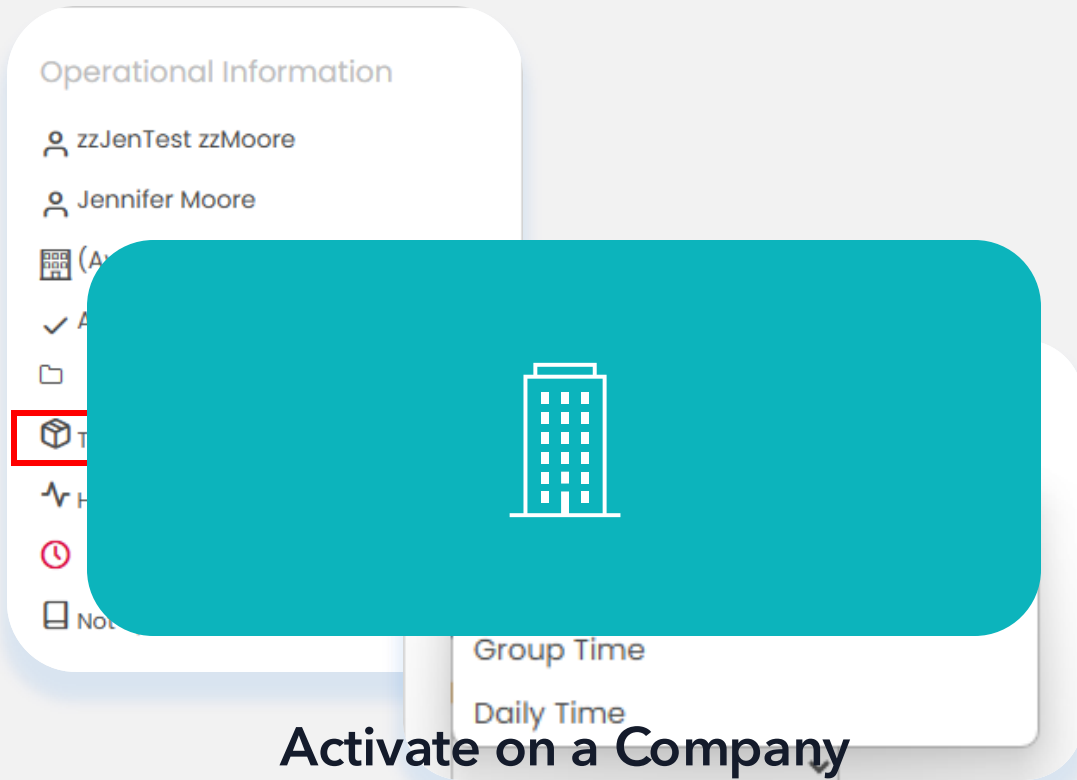 Operational Information
zzJenTest zzMoore
Jennifer Moore
Group Time
Daily Time
Activate on a Company